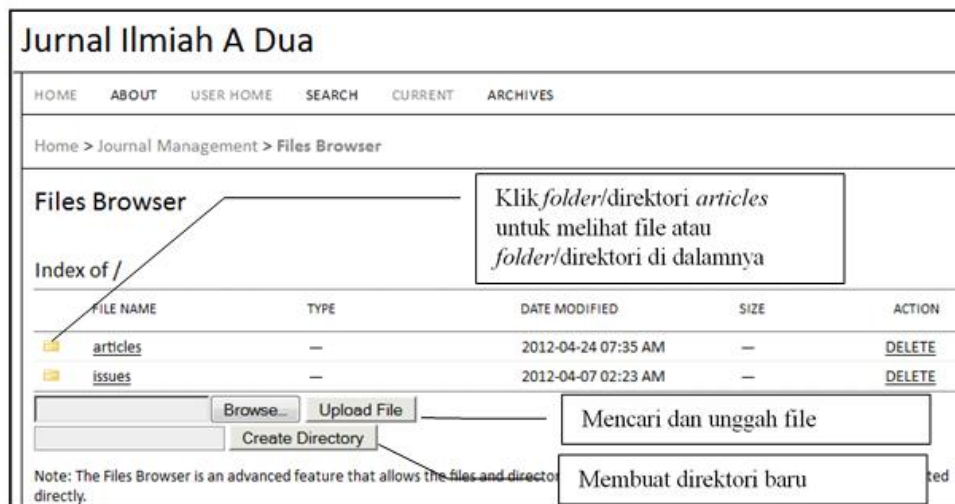 Jurnal Ilmiah A Dua
HOME ABOUT USER HOME SEARCH CURRENT ARCHIVES
Home > Journal Management > Files Browser
Files Browser
Klik folder/direktori articles
untuk melihat file atau
folder/direktori di dalamnya
Index of /
FILE NAME TYPE DATE MODIFIED SIZE ACTION
articles — 2012-04-24 07:35 AM — DELETE
issues — 2012-04-07 02:23 AM — DELETE
Browse... Upload File
Mencari dan unggah file
Create Directory
Note: The Files Browser is an advanced feature that allows the files and
Membuat direktori baru
directly.